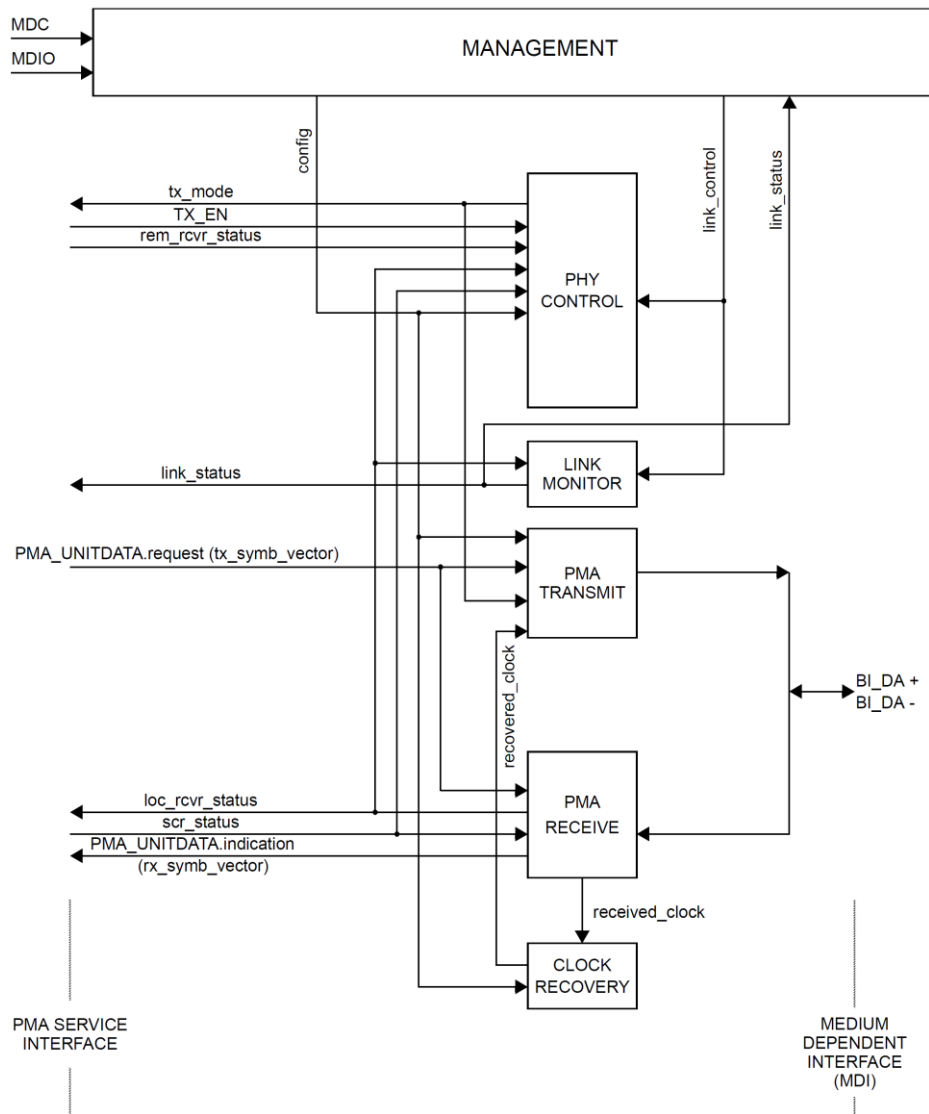 MDC
MDIO
MANAGEMENT
config
link_control
link_status
tx_mode
TX_EN
rem_rcvr_status
PHY
CONTROL
link_status
LINK
MONITOR
PMA_UNITDATA.request (tx_symb_vector)
PMA
TRANSMIT
recovered_clock
BI_DA +
BI_DA -
loc_rcvr_status
scr_status
PMA_UNITDATA.indication
(rx_symb_vector)
PMA
RECEIVE
received_clock
CLOCK
RECOVERY
PMA SERVICE
INTERFACE
MEDIUM
DEPENDENT
INTERFACE
(MDI)